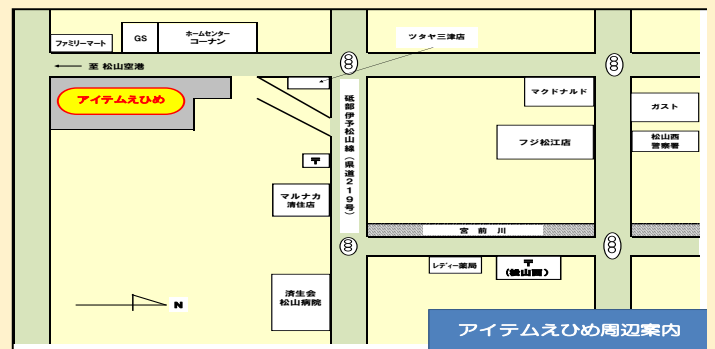 ファミリーマート
GS
ホームセンター
コーナン
ツタヤ三津店
至 松山空港
アイテムえひめ
マクドナルド
ガスト
砥部伊予松山線（県道219号）
フジ松江店
松山西
警察署
〒
マルナカ
清住店
宮前川
レディー薬局
〒
（松山西）
済生会
松山病院
N
アイテムえひめ周辺案内